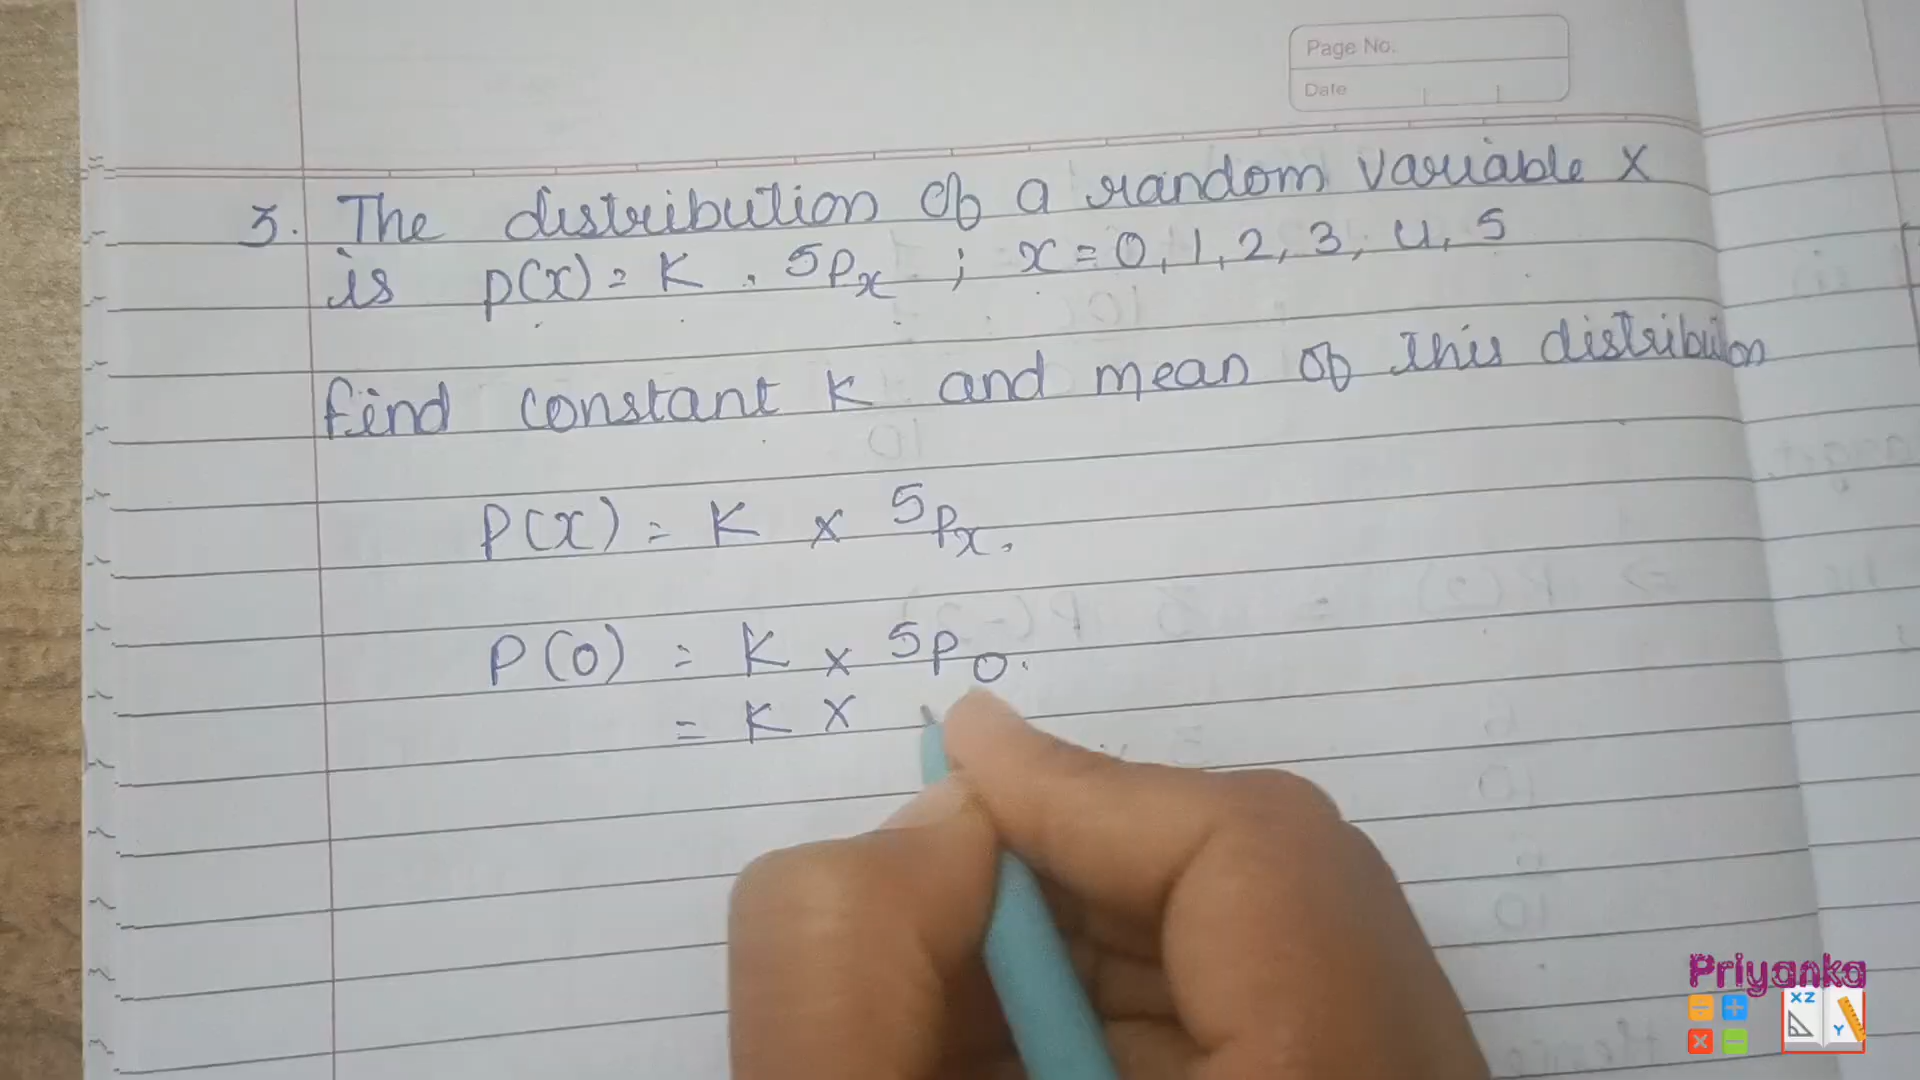 Page No.
Date
3. The distribution of a random variable X
is p(x) = K . 5Px ; x = 0, 1, 2, 3, 4, 5
find constant K and mean of this distribution
P(x) = K × 5Px.
P(0) = K × 5P0.
= K ×
Priyanka
XZ
Y